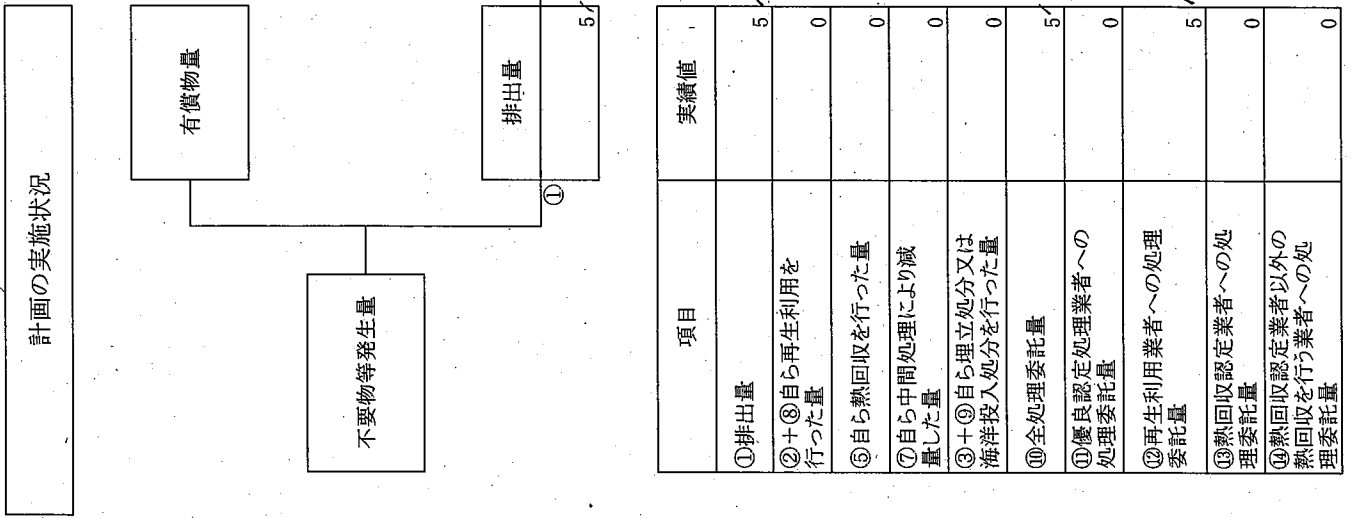 計画の実施状況
不要物等発生量
有償物量
①
排出量
5
項目
実績値
①排出量
5
②+⑧自ら再生利用を
行った量
0
⑤自ら熱回収を行った量
0
⑦自ら中間処理により減
量した量
0
③+⑨自ら埋立処分又は
海洋投入処分を行った量
0
⑩全処理委託量
5
⑪優良認定処理業者への
処理委託量
0
⑫再生利用業者への処理
委託量
5
⑬熱回収認定業者への処
理委託量
0
⑭熱回収認定業者以外の
熱回収を行う業者への処
理委託量
0